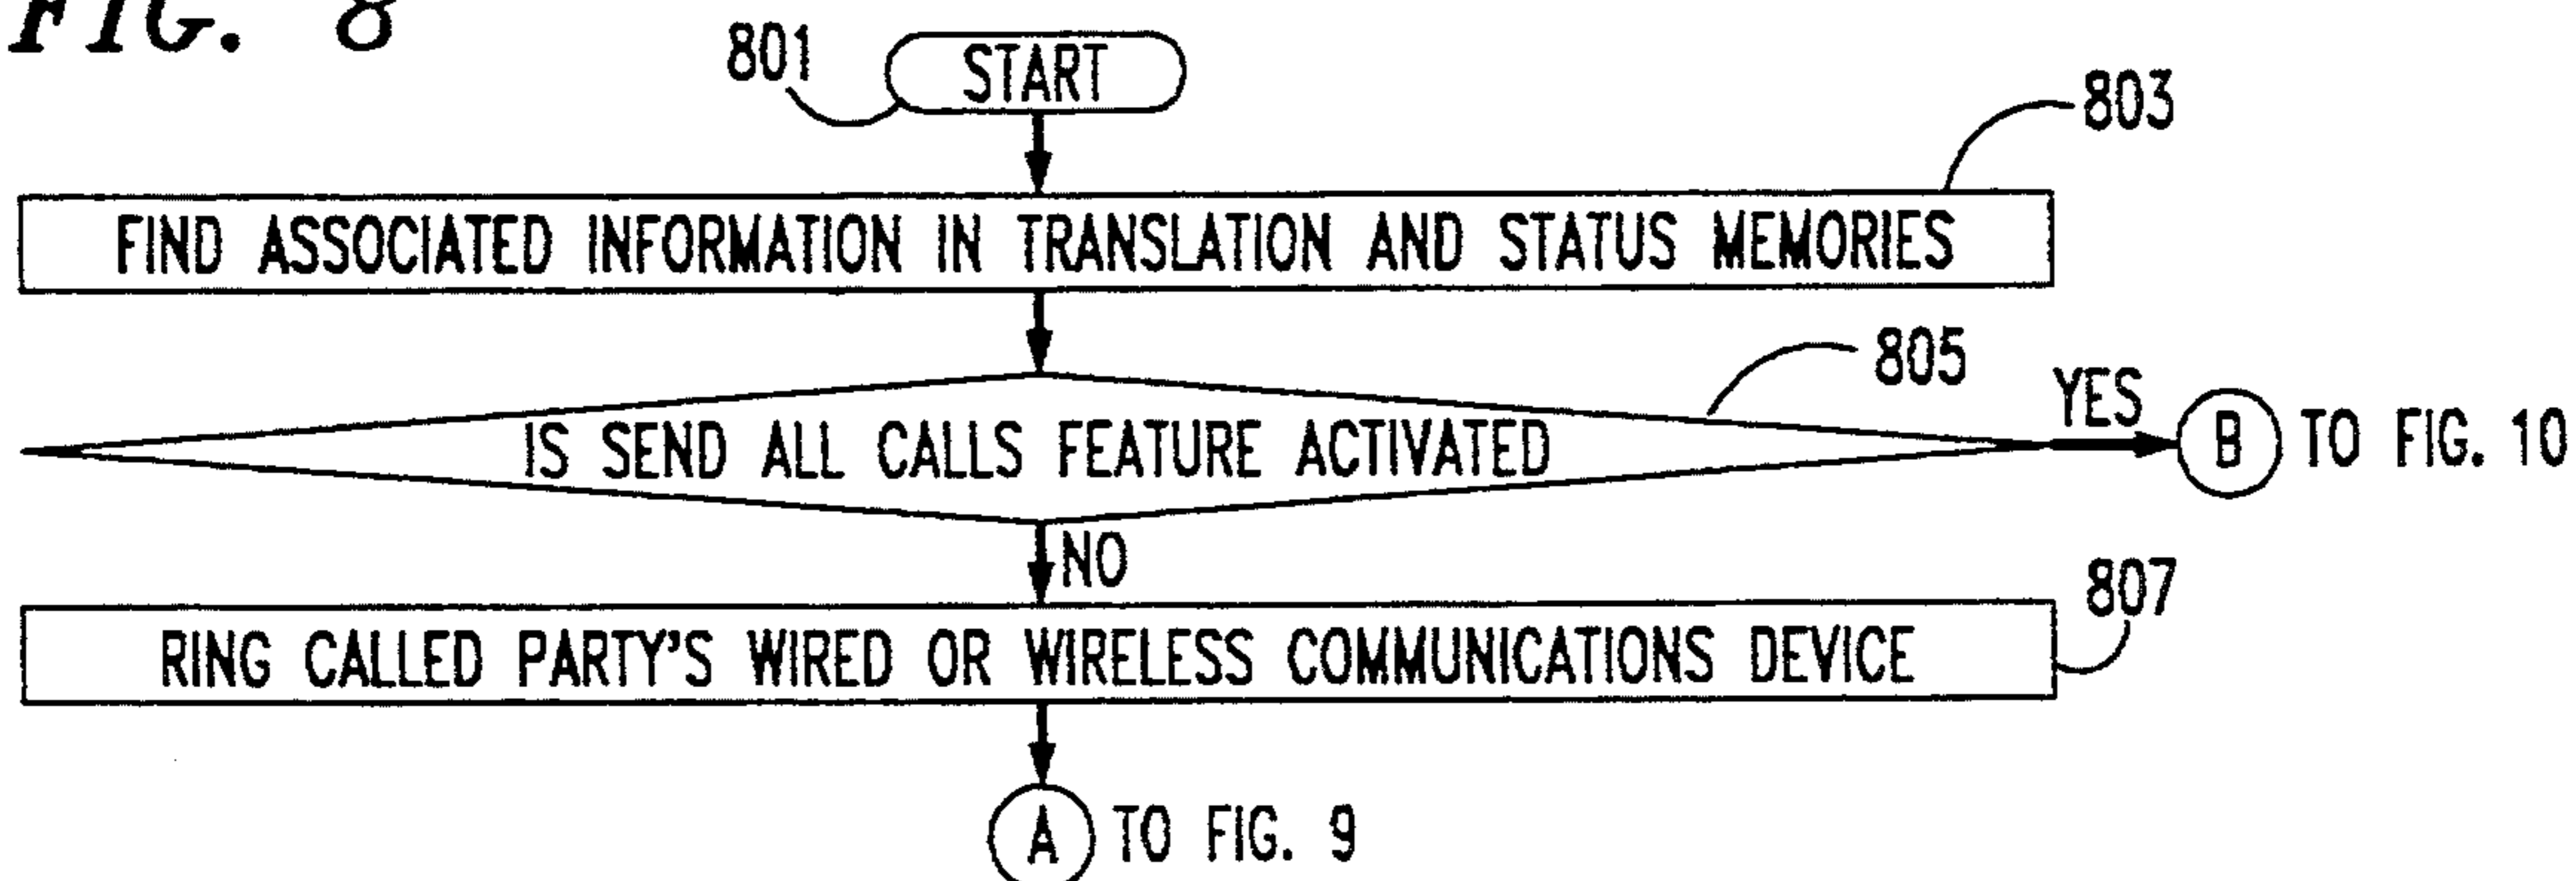 FIG. 8
801
START
803
FIND ASSOCIATED INFORMATION IN TRANSLATION AND STATUS MEMORIES
805
IS SEND ALL CALLS FEATURE ACTIVATED
YES
B TO FIG. 10
NO
807
RING CALLED PARTY'S WIRED OR WIRELESS COMMUNICATIONS DEVICE
A TO FIG. 9